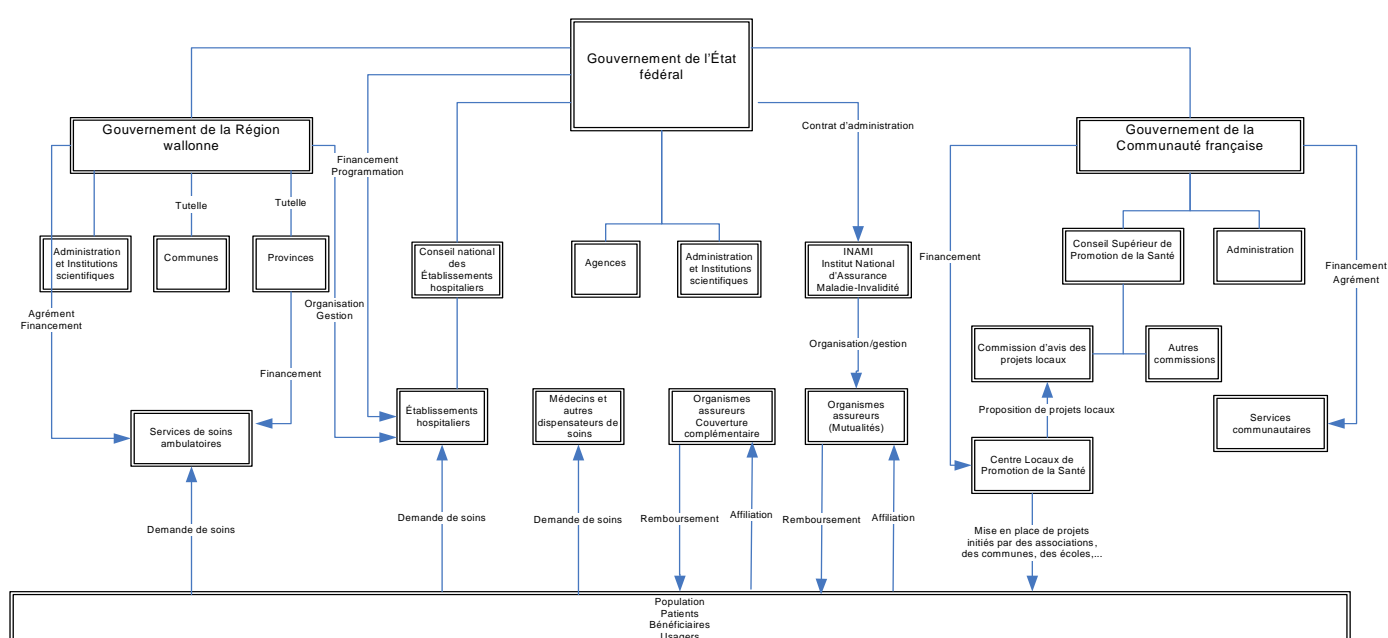 Gouvernement de l'État
fédéral
Gouvernement de la Région
wallonne
Contrat d'administration
Gouvernement de la
Communauté française
Financement
Programmation
Tutelle
Tutelle
Administration
et Institutions
scientifiques
Communes
Provinces
Conseil national
des
Établissements
hospitaliers
Agences
Administration
et Institutions
scientifiques
INAMI
Institut National
d'Assurance
Maladie-Invalidité
Financement
Conseil Supérieur de
Promotion de la Santé
Administration
Financement
Agrément
Agrément
Financement
Organisation
Gestion
Organisation/gestion
Commission d'avis des
projets locaux
Autres
commissions
Financement
Services de soins
ambulatoires
Établissements
hospitaliers
Médecins et
autres
dispensateurs de
soins
Organismes
assureurs
Couverture
complémentaire
Organismes
assureurs
(Mutualités)
Proposition de projets locaux
Services
communautaires
Centre Locaux de
Promotion de la Santé
Demande de soins
Demande de soins
Demande de soins
Remboursement
Affiliation
Remboursement
Affiliation
Mise en place de projets
initiés par des associations,
des communes, des écoles,...
Population
Patients
Bénéficiaires
Usagers